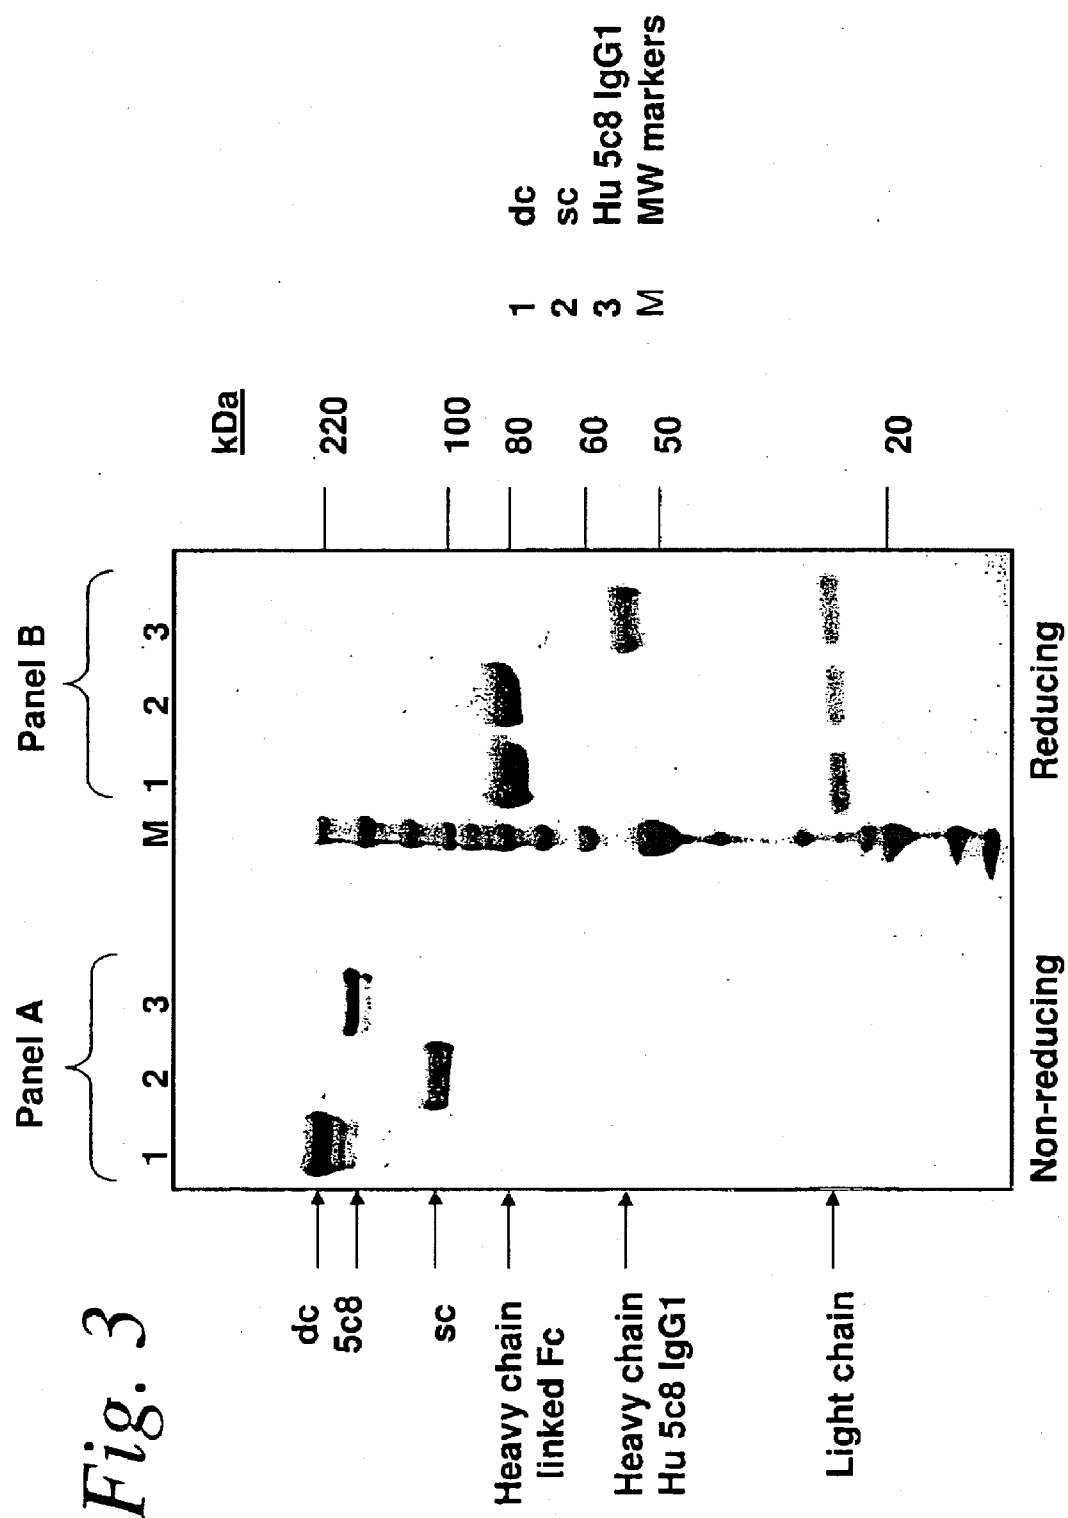 Fig. 3
Panel A
Panel B
1 2 3 M 1 2 3
kDa
dc
5c8
sc
Heavy chain
linked Fc
Heavy chain
Hu 5c8 IgG1
Light chain
220
100
80
60
50
20
Non-reducing
Reducing
1 dc
2 sc
3 Hu 5c8 IgG1
M MW markers